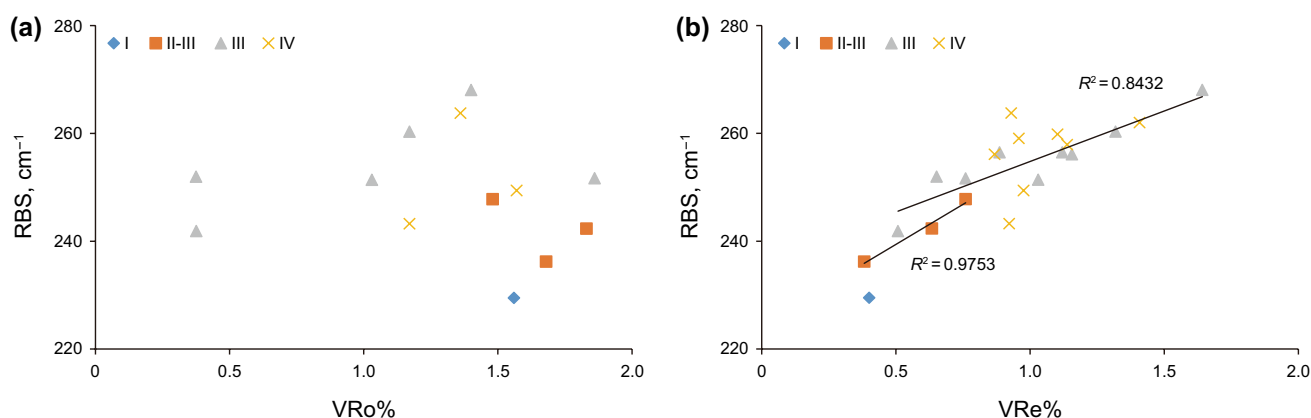 (a)
I II-III III IV
280
260
240
220
RBS, cm⁻¹
0 0.5 1.0 1.5 2.0
VRo%
(b)
I II-III III IV
280
260
240
220
RBS, cm⁻¹
R² = 0.8432
R² = 0.9753
0 0.5 1.0 1.5 2.0
VRe%